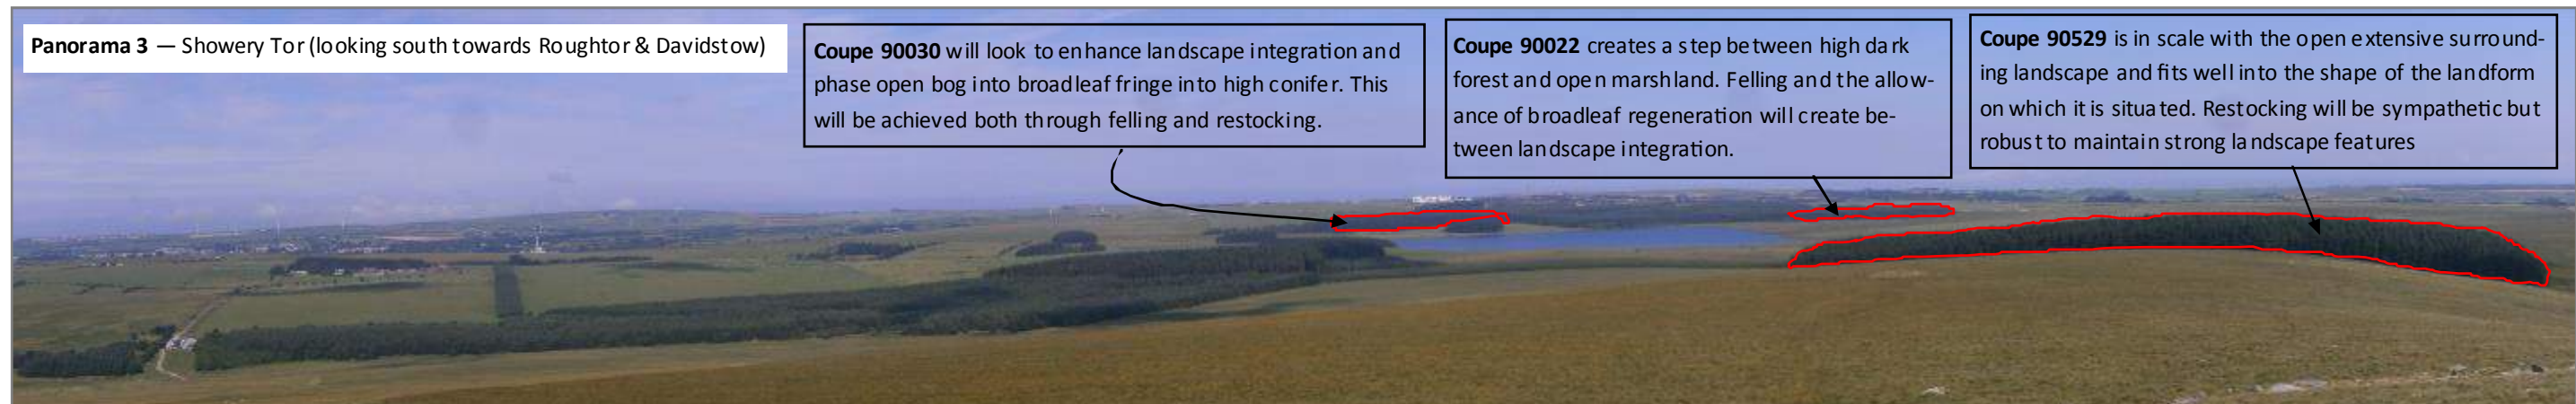 Panorama 3 — Showery Tor (looking south towards Roughtor & Davidstow)
Coupe 90030 will look to enhance landscape integration and
phase open bog into broadleaf fringe into high conifer. This
will be achieved both through felling and restocking.
Coupe 90022 creates a step between high dark
forest and open marshland. Felling and the allow-
ance of broadleaf regeneration will create be-
tween landscape integration.
Coupe 90529 is in scale with the open extensive surround-
ing landscape and fits well into the shape of the landform
on which it is situated. Restocking will be sympathetic but
robust to maintain strong landscape features